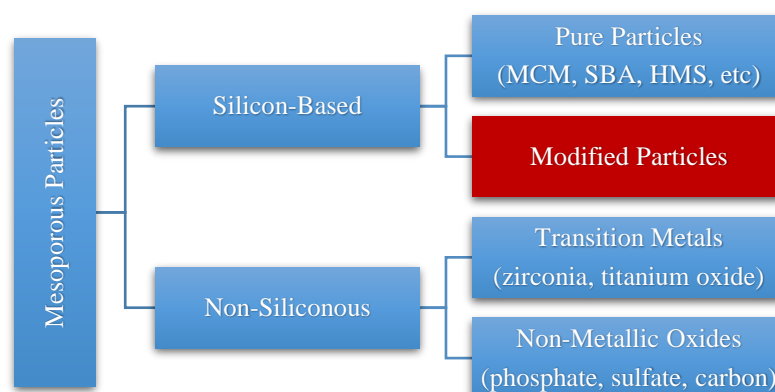 Mesoporous Particles
Silicon-Based
Pure Particles
(MCM, SBA, HMS, etc)
Modified Particles
Non-Siliconous
Transition Metals
(zirconia, titanium oxide)
Non-Metallic Oxides
(phosphate, sulfate, carbon)